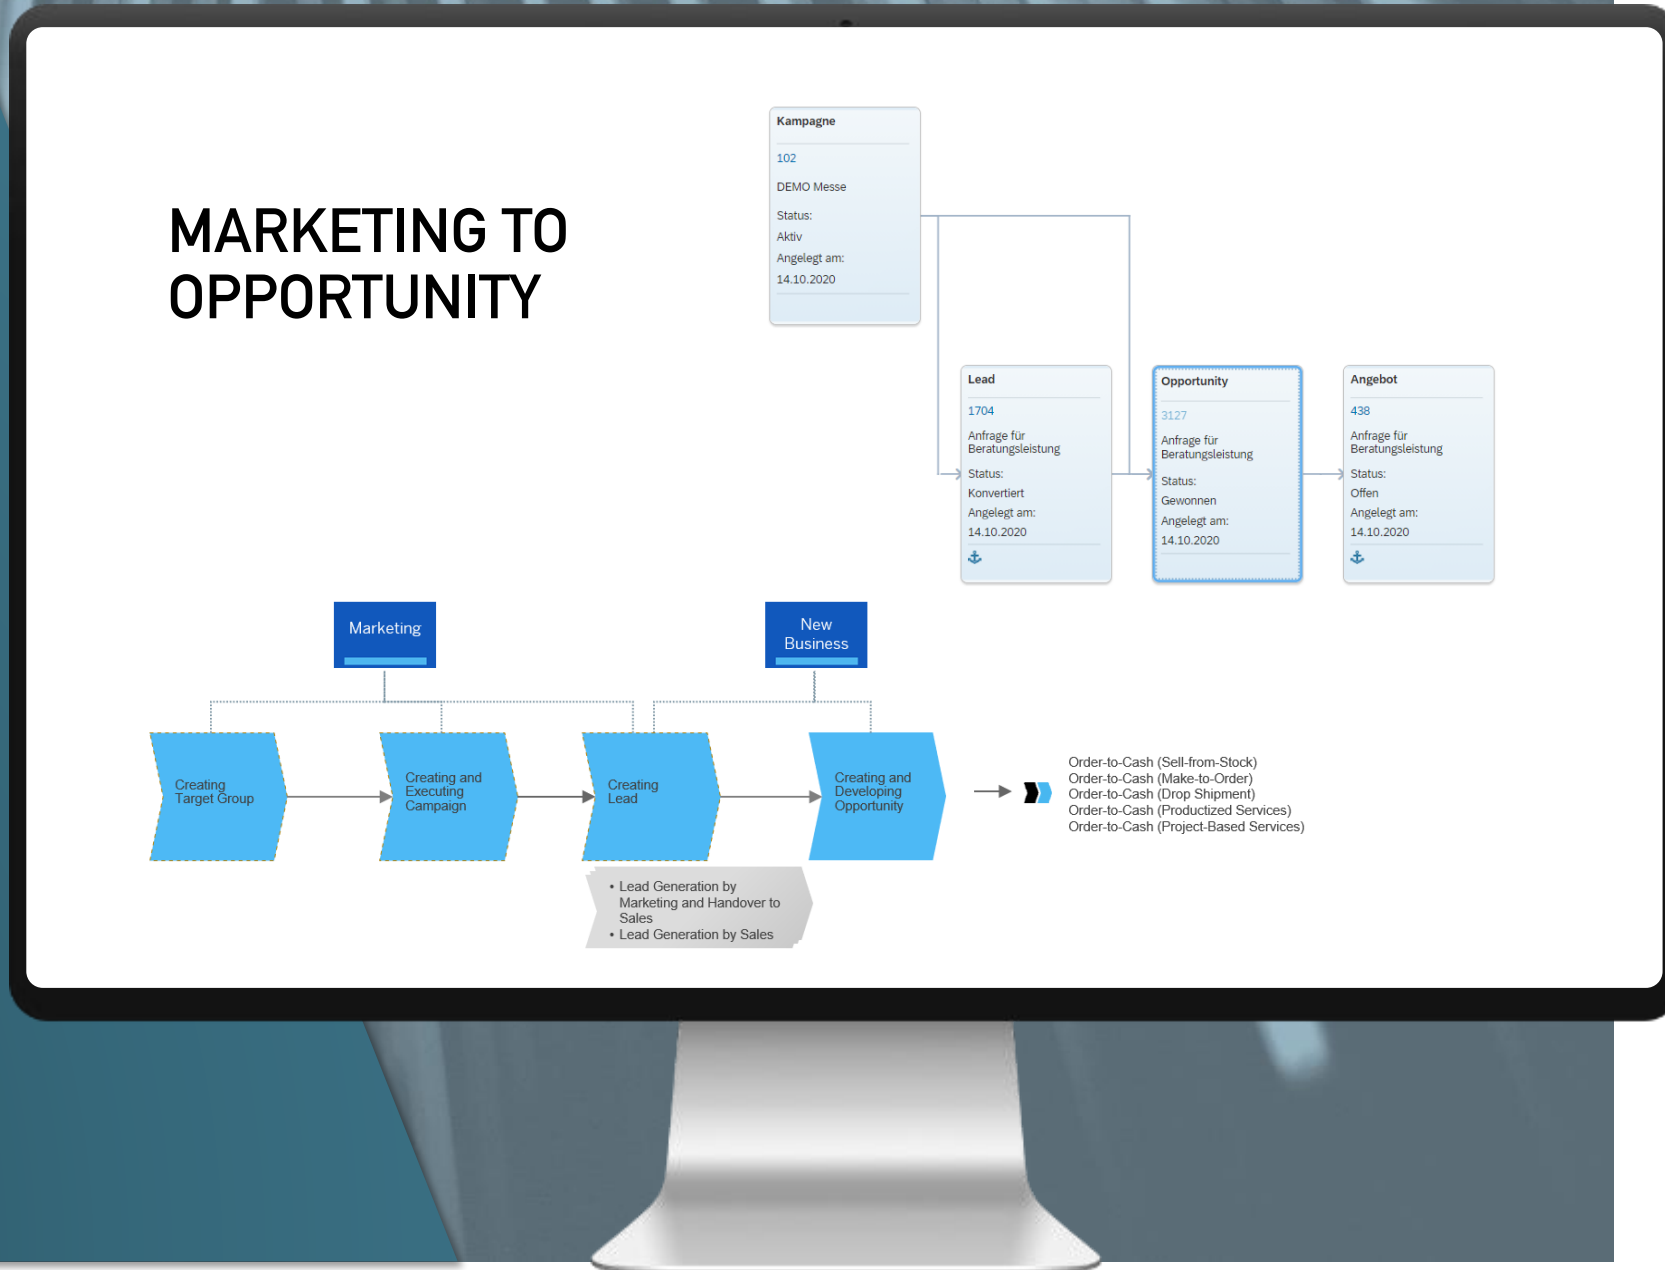 MARKETING TO
OPPORTUNITY
Kampagne
102
DEMO Messe
Status:
Aktiv
Angelegt am:
14.10.2020
Lead
1704
Anfrage für
Beratungsleistung
Status:
Konvertiert
Angelegt am:
14.10.2020
Opportunity
3127
Anfrage für
Beratungsleistung
Status:
Gewonnen
Angelegt am:
14.10.2020
Angebot
438
Anfrage für
Beratungsleistung
Status:
Offen
Angelegt am:
14.10.2020
Marketing
New
Business
Creating
Target Group
Creating and
Executing
Campaign
Creating
Lead
Creating and
Developing
Opportunity
Order-to-Cash (Sell-from-Stock)
Order-to-Cash (Make-to-Order)
Order-to-Cash (Drop Shipment)
Order-to-Cash (Productized Services)
Order-to-Cash (Project-Based Services)
• Lead Generation by
Marketing and Handover to
Sales
• Lead Generation by Sales